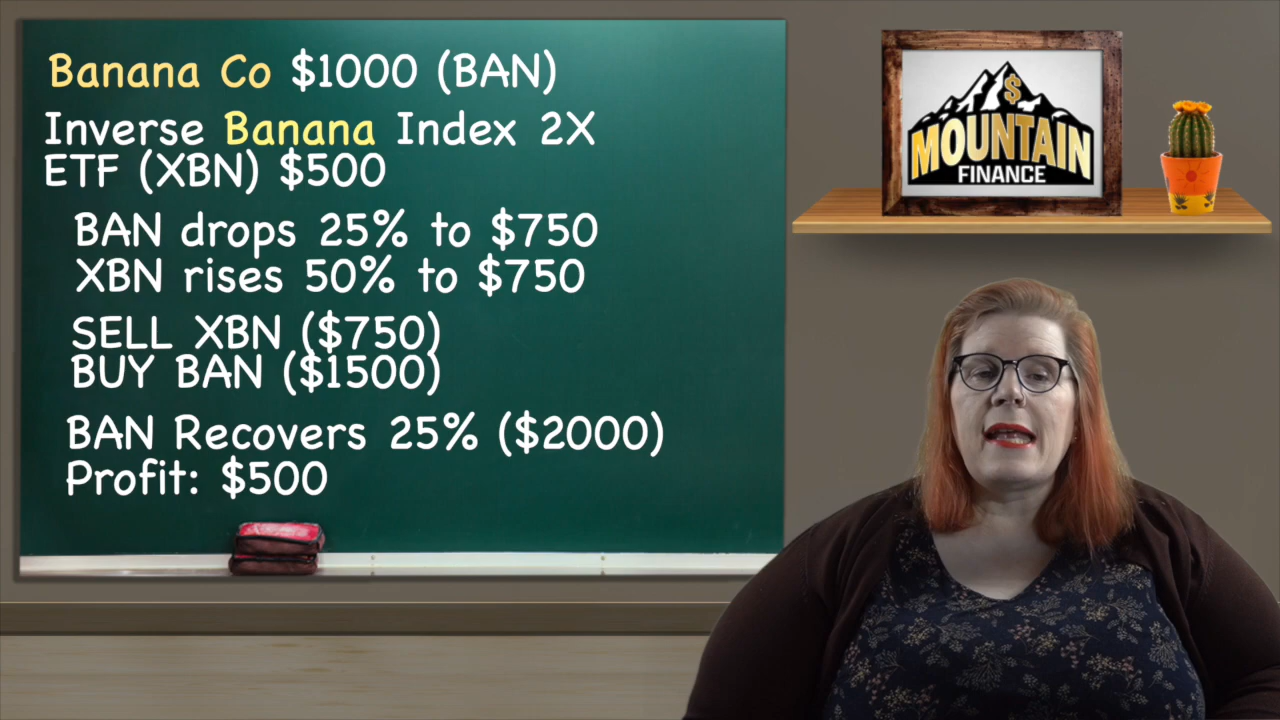 Banana Co $1000 (BAN)
Inverse Banana Index 2X
ETF (XBN) $500
BAN drops 25% to $750
XBN rises 50% to $750
SELL XBN ($750)
BUY BAN ($1500)
BAN Recovers 25% ($2000)
Profit: $500
$
MOUNTAIN
FINANCE